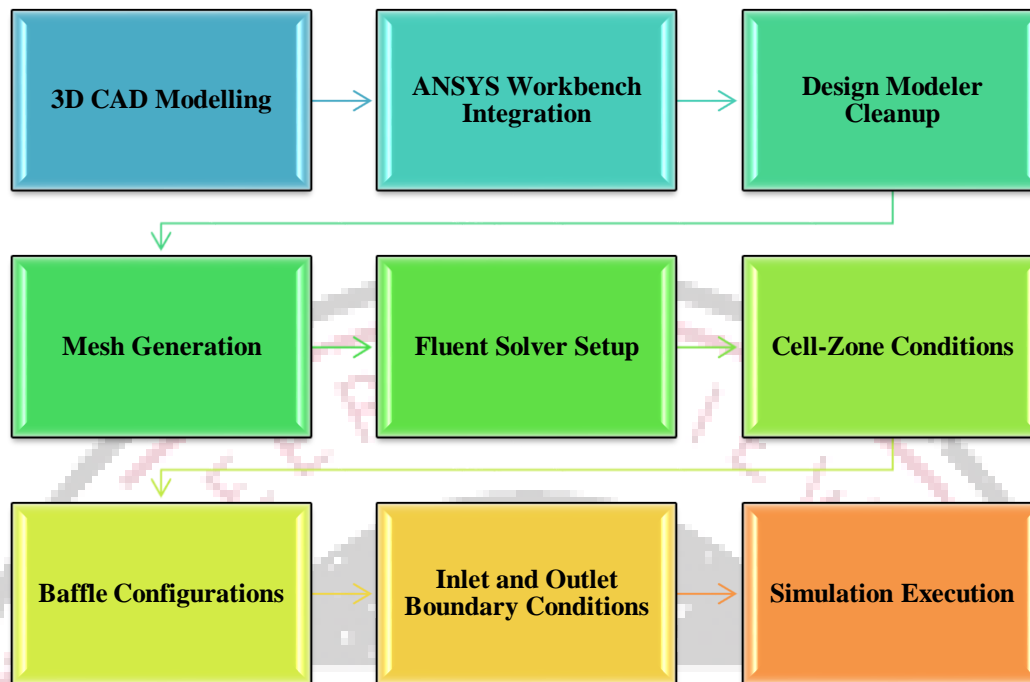 3D CAD Modelling
ANSYS Workbench
Integration
Design Modeler
Cleanup
Mesh Generation
Fluent Solver Setup
Cell-Zone Conditions
Baffle Configurations
Inlet and Outlet
Boundary Conditions
Simulation Execution